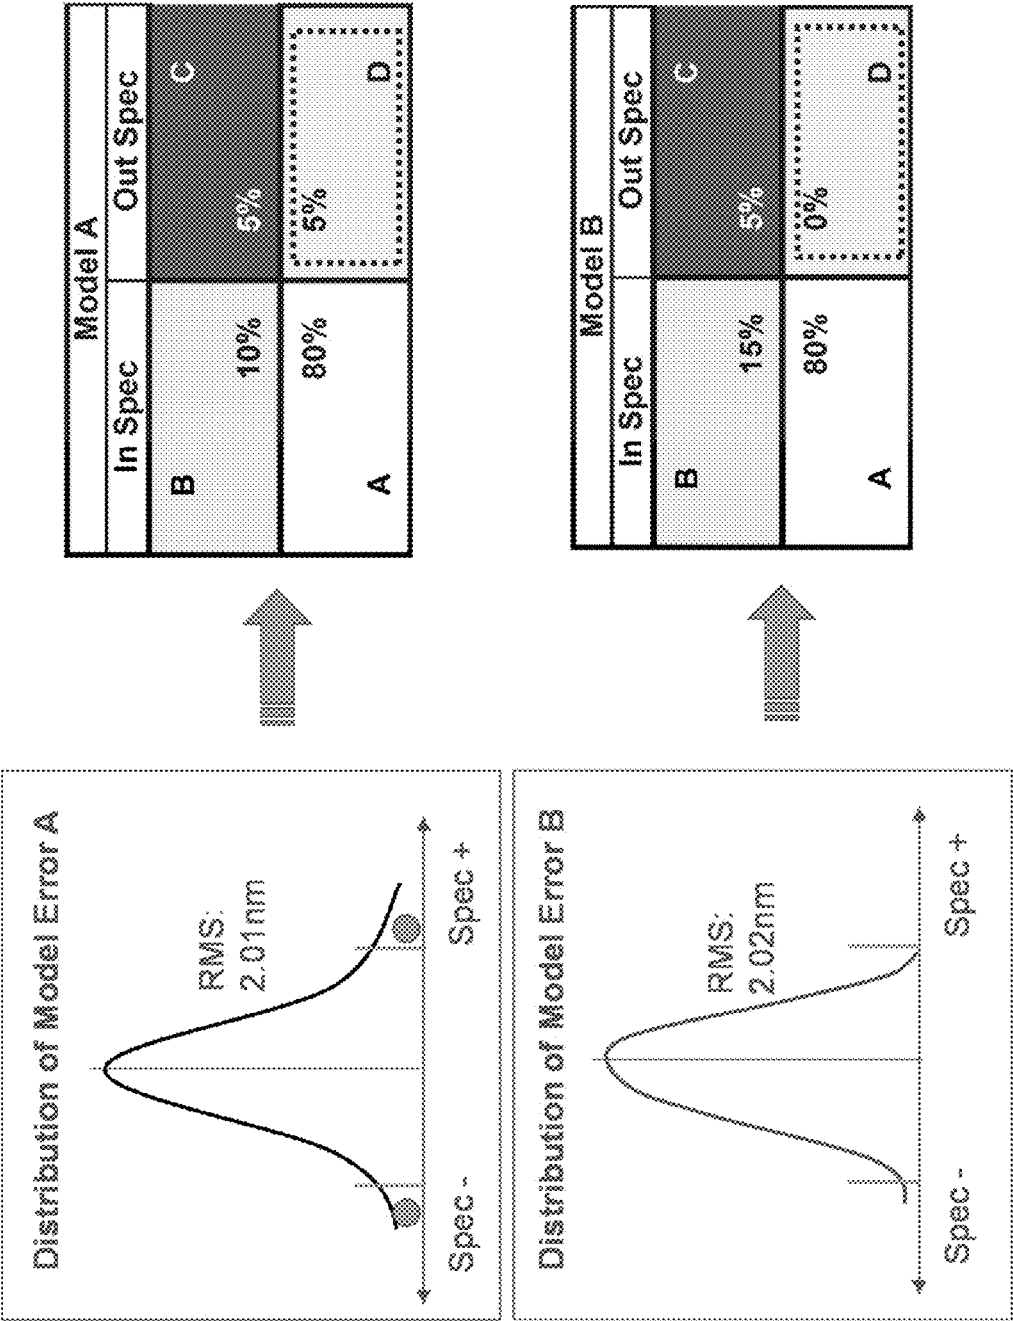 Distribution of Model Error A
RMS:
2.01nm
Spec -
Spec +
Model A
In Spec
Out Spec
B
10%
C
5%
80%
A
5%
D
Distribution of Model Error B
RMS:
2.02nm
Spec -
Spec +
Model B
In Spec
Out Spec
B
15%
C
5%
80%
A
0%
D